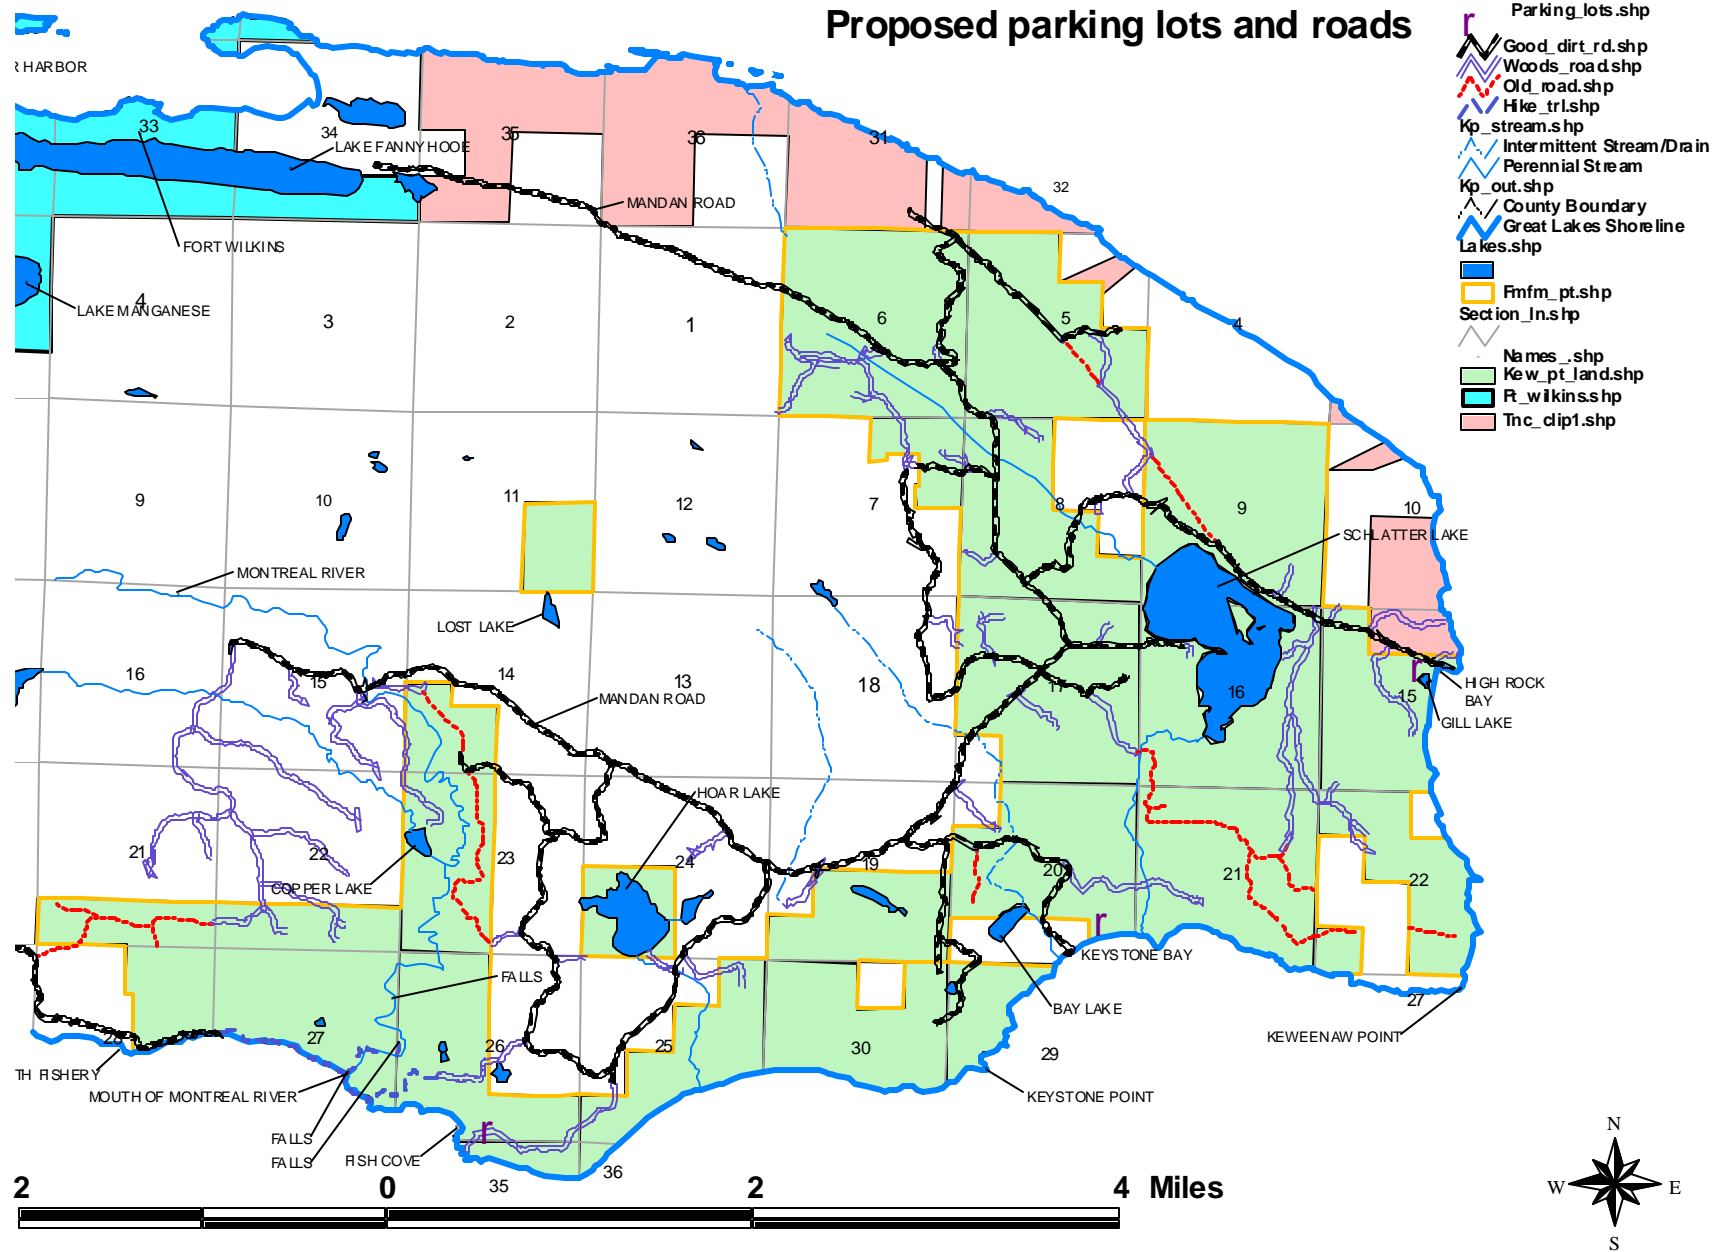 Proposed parking lots and roads
r
Parking_lots.shp
Good_dirt_rd.shp
Woods_road.shp
Old_road.shp
Hike_trl.shp
Kp_stream.shp
Intermittent Stream/Drain
Perennial Stream
Kp_out.shp
County Boundary
Great Lakes Shoreline
Lakes.shp
Fmfm_pt.shp
Section_ln.shp
Names_.shp
Kew_pt_land.shp
Ft_wilkins.shp
Tnc_clip1.shp
R HARBOR
33
34
35
36
31
32
LAKE FANNYHOOE
MANDAN ROAD
FORT WILKINS
LAKE MANGANESE
4
3
2
1
6
5
4
9
10
11
12
7
8
9
10
SCHLATTER LAKE
MONTREAL RIVER
LOST LAKE
16
15
14
13
18
17
16
15
MANDAN ROAD
HIGH ROCK
BAY
r
GILL LAKE
HOAR LAKE
21
22
23
24
19
20
21
22
COPPER LAKE
r
FALLS
KEYSTONE BAY
BAY LAKE
28
27
26
25
30
29
27
KEWEENAW POINT
TH FISHERY
MOUTH OF MONTREAL RIVER
KEYSTONE POINT
FALLS
FALLS
r
FISH COVE
35
36
2 0 2 4 Miles
N
W E
S